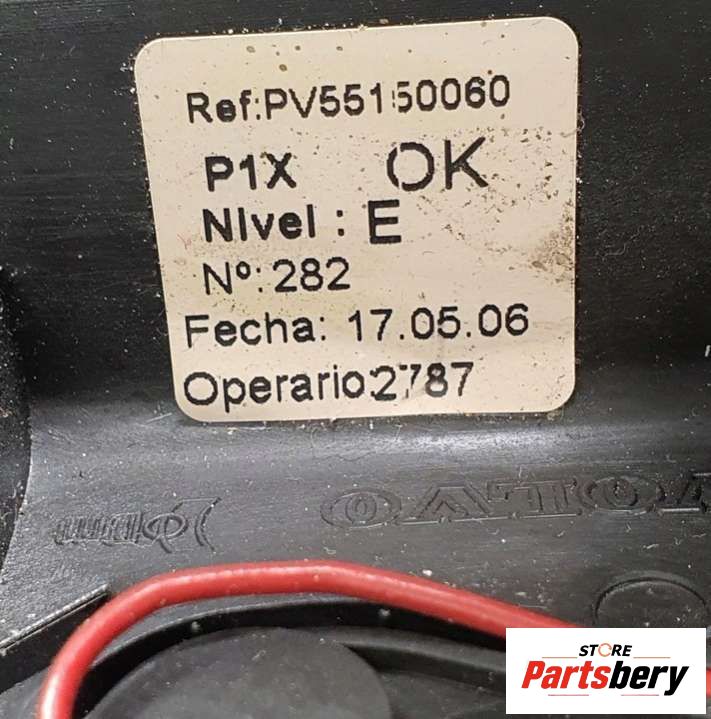 Ref:PV55150060
P1X OK
Nivel : E
Nº: 282
Fecha: 17.05.06
Operario:2787
STORE
Partsbery